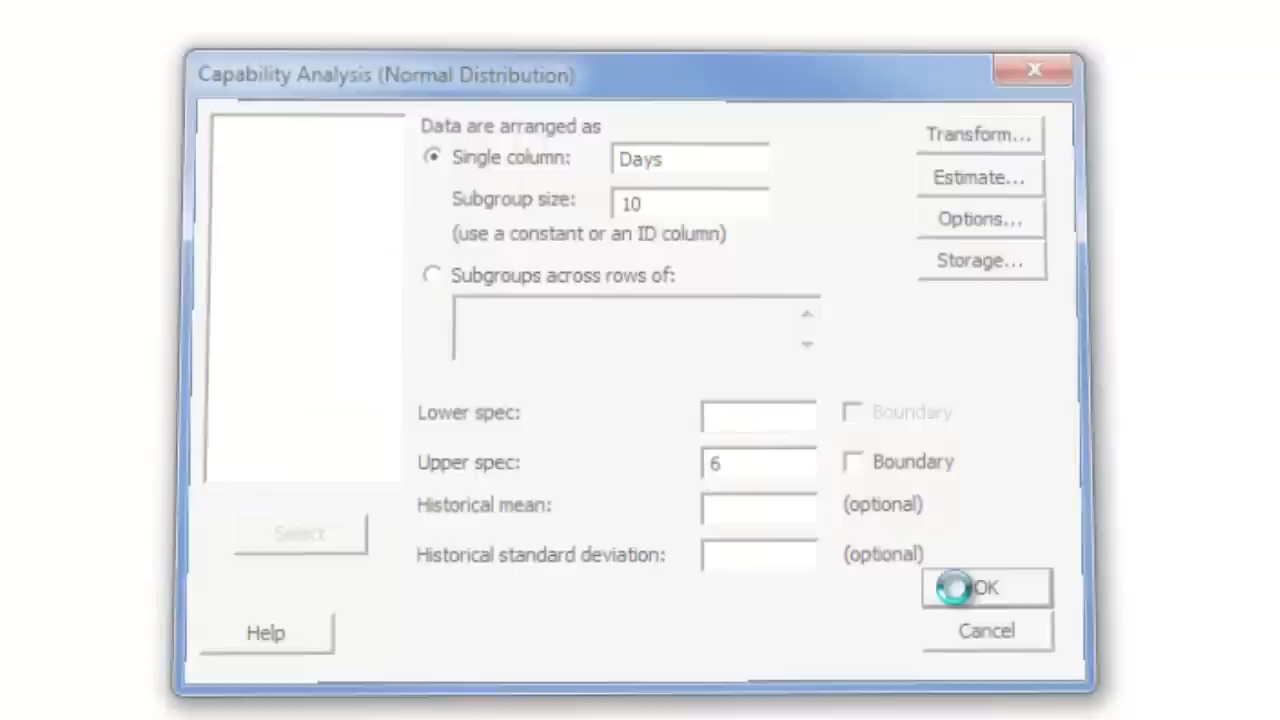 Capability Analysis (Normal Distribution)
Data are arranged as
Single column: Days
Subgroup size: 10
(use a constant or an ID column)
Subgroups across rows of:
Transform...
Estimate...
Options...
Storage...
Lower spec: Boundary
Upper spec: 6 Boundary
Historical mean: (optional)
Historical standard deviation: (optional)
Select
OK
Help
Cancel